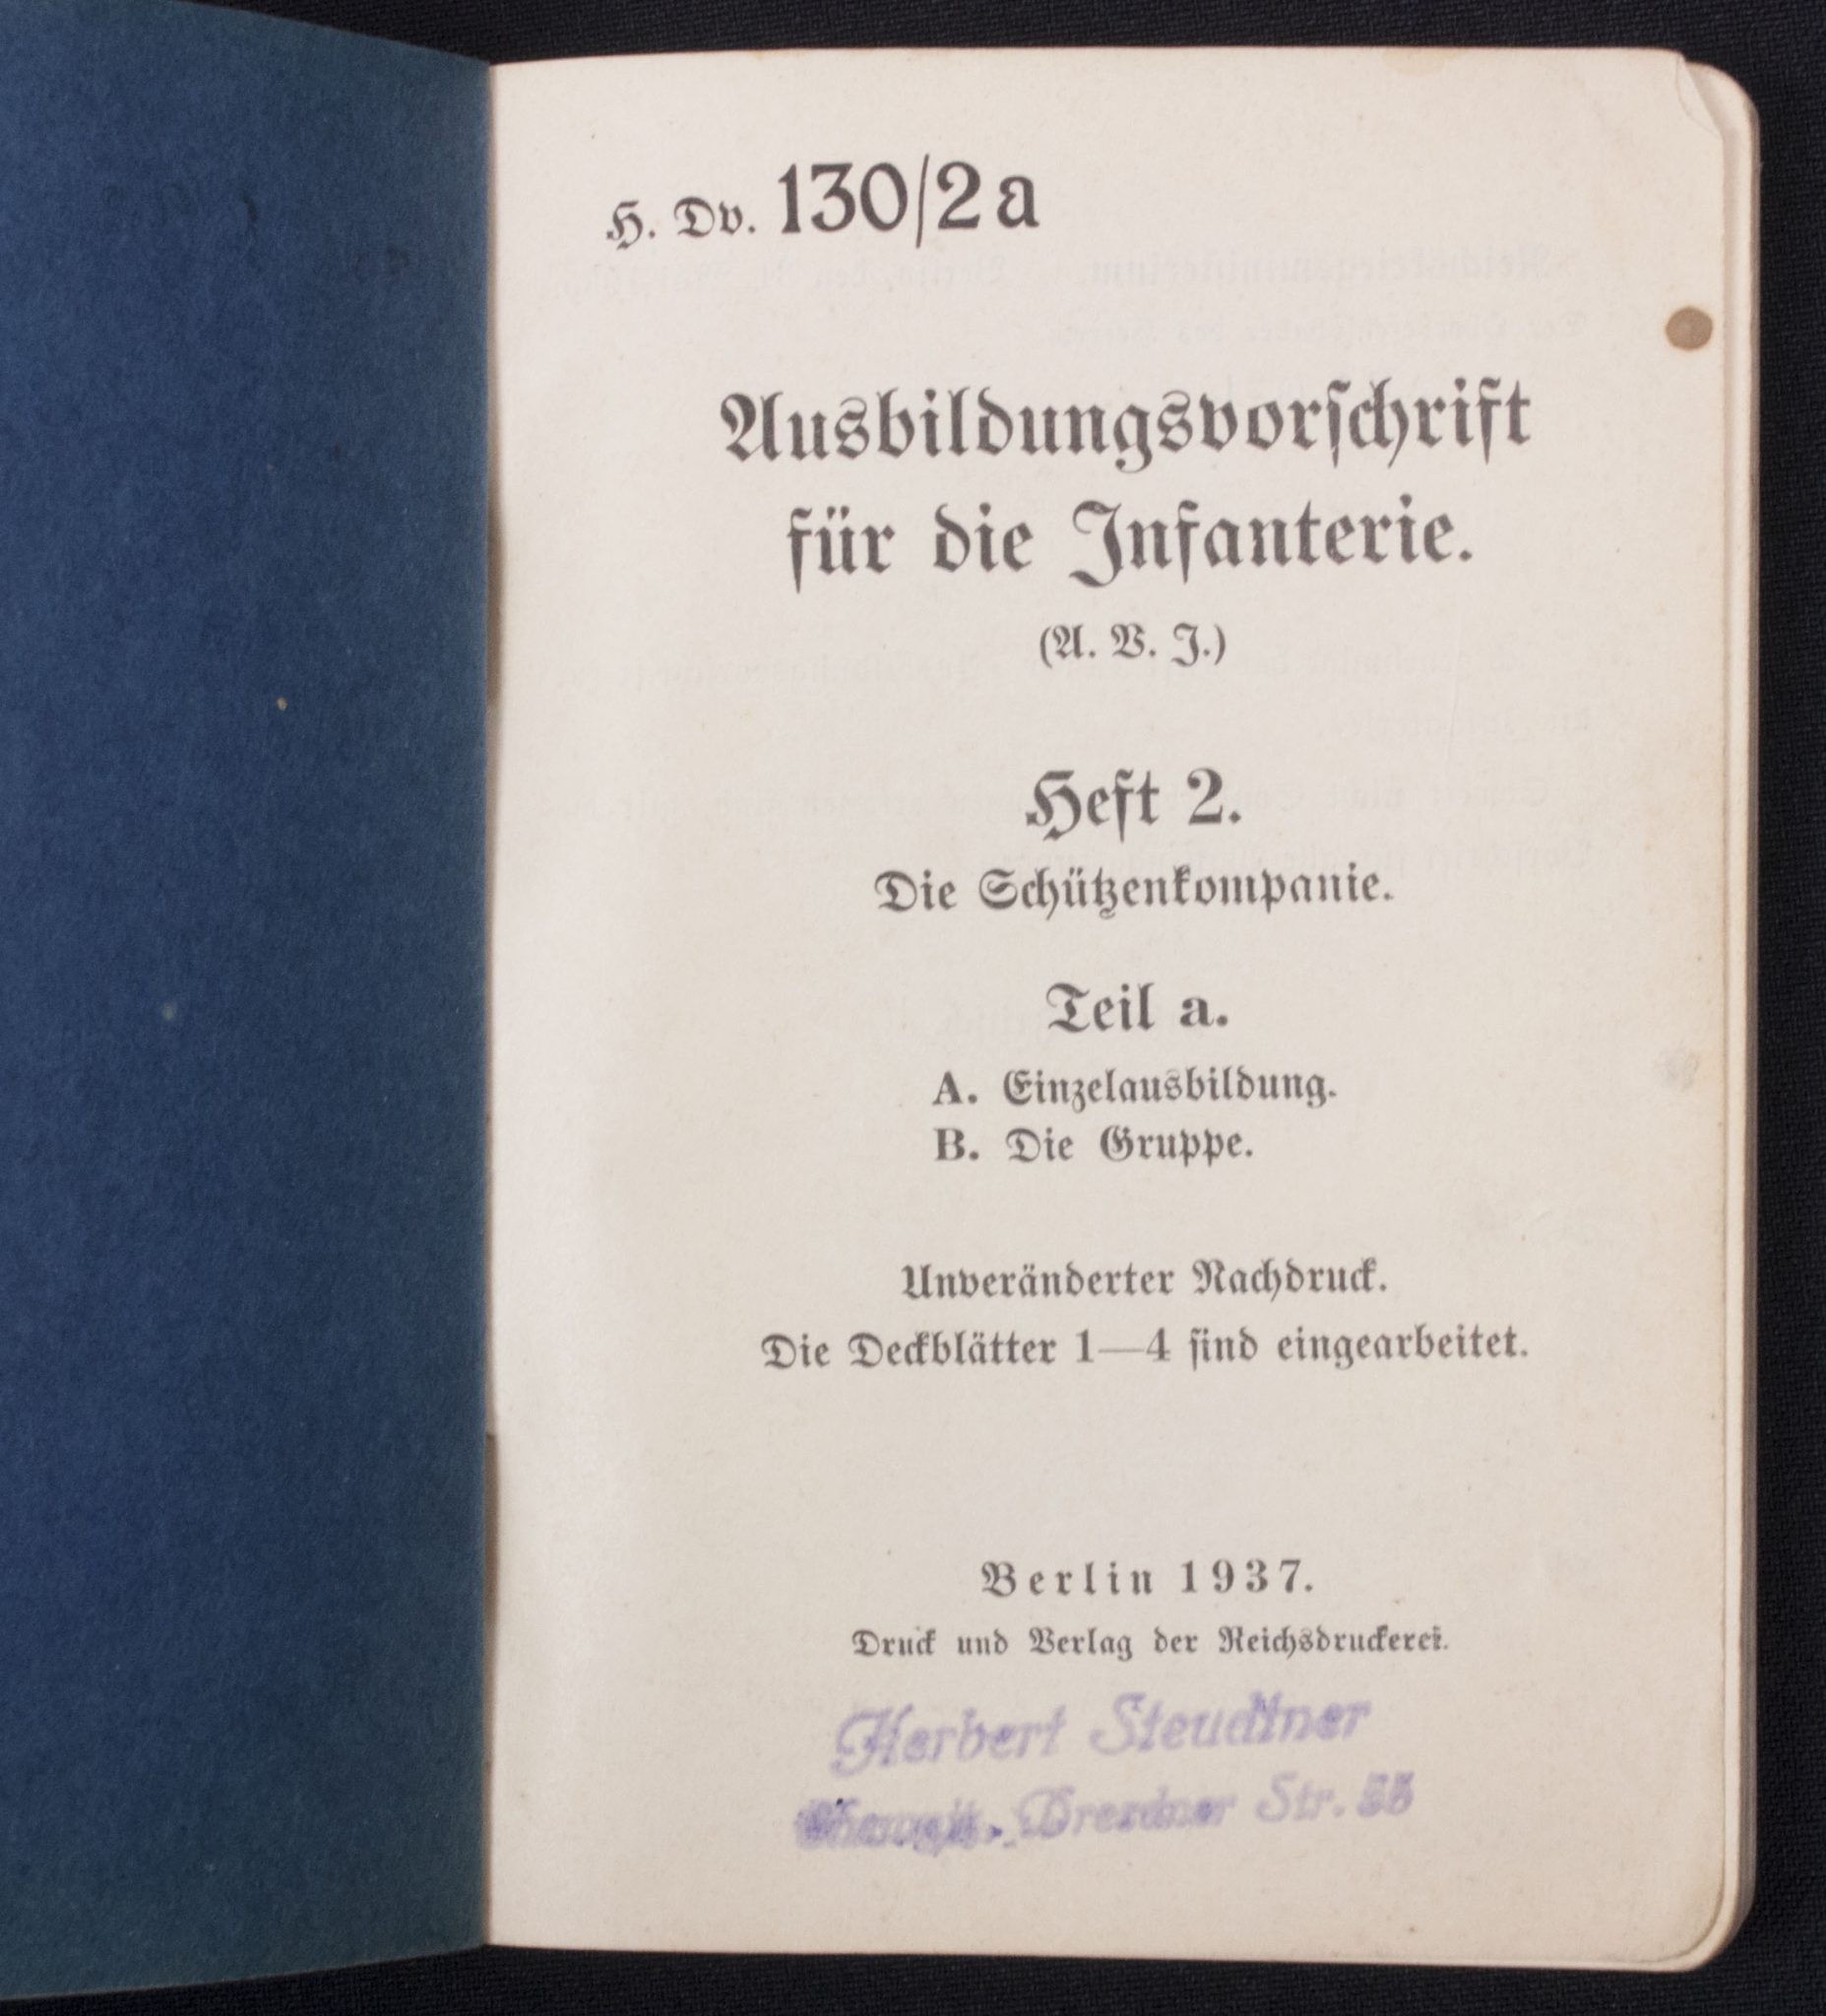 H. Dv. 130/2a
Ausbildungsvorschrift
für die Infanterie.
(A. V. I.)
Heft 2.
Die Schützenkompanie.
Teil a.
A. Einzelausbildung.
B. Die Gruppe.
Unveränderter Nachdruck.
Die Deckblätter 1—4 sind eingearbeitet.
Berlin 1937.
Druck und Verlag der Reichsdruckerei.
Herbert Steudtner
Dresdner Str.